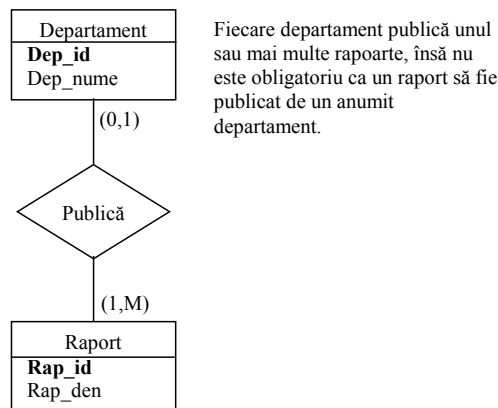 Departament
Dep_id
Dep_nume
Fiecare departament publică unul
sau mai multe rapoarte, însă nu
este obligatoriu ca un raport să fie
publicat de un anumit
departament.
(0,1)
Publică
(1,M)
Raport
Rap_id
Rap_den